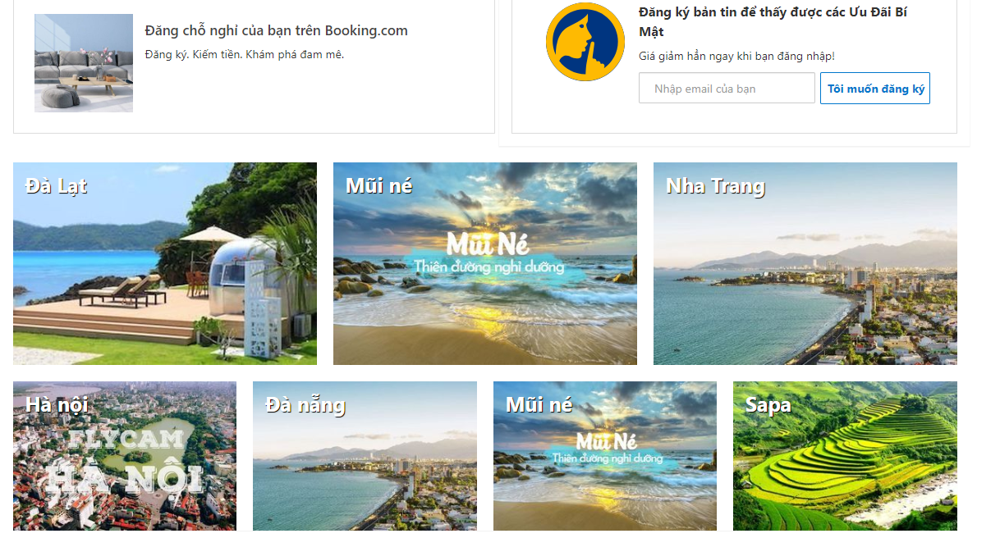 Đăng chỗ nghỉ của bạn trên Booking.com
Đăng ký. Kiếm tiền. Khám phá đam mê.
Đăng ký bản tin để thấy được các Ưu Đãi Bí
Mật
Giá giảm hẳn ngay khi bạn đăng nhập!
Nhập email của bạn
Tôi muốn đăng ký
Đà Lạt
Mũi né
Mũi Né
Thiên đường nghỉ dưỡng
Nha Trang
Hà nội
FLYCAM
HÀ NỘI
Đà nẵng
Mũi né
Mũi Né
Thiên đường nghỉ dưỡng
Sapa